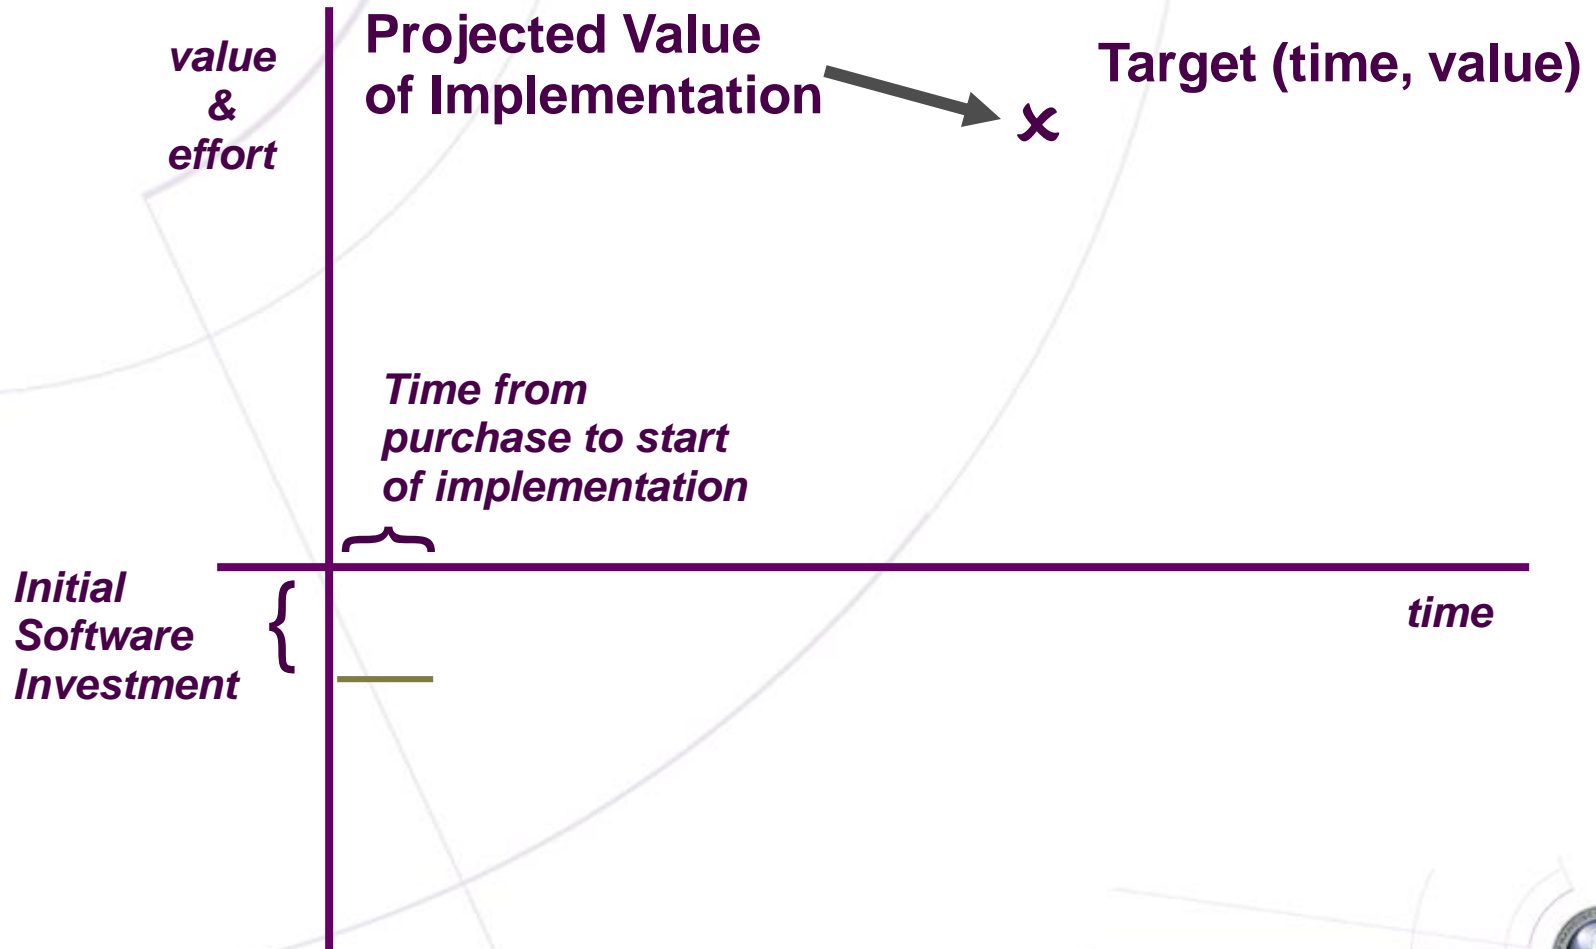 value
&
effort
Projected Value
of Implementation
Target (time, value)
Time from
purchase to start
of implementation
Initial
Software
Investment
time